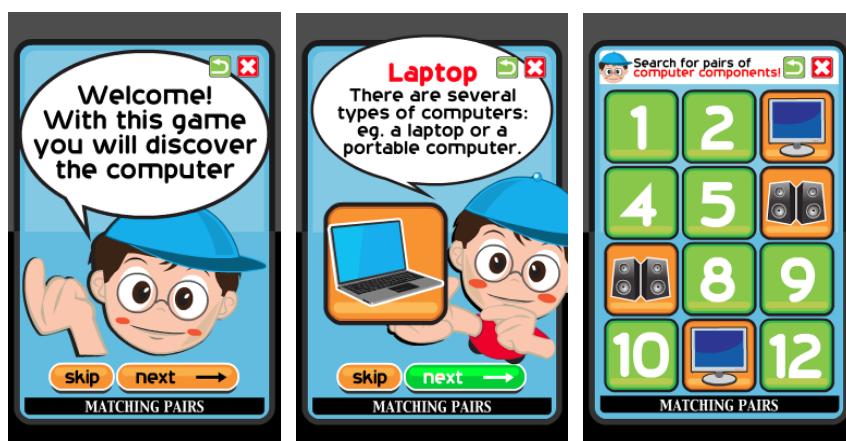 Welcome!
With this game
you will discover
the computer
skip
next
MATCHING PAIRS
Laptop
There are several
types of computers:
eg. a laptop or a
portable computer.
skip
next
MATCHING PAIRS
Search for pairs of
computer components!
1 2
4 5
8 9
10 12
MATCHING PAIRS